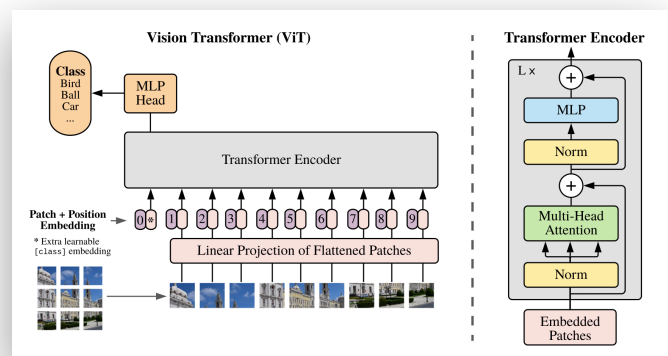 Vision Transformer (ViT)
Class
Bird
Ball
Car
...
MLP
Head
Transformer Encoder
Patch + Position
Embedding
0 * 1 2 3 4 5 6 7 8 9
* Extra learnable
[class] embedding
Linear Projection of Flattened Patches
Transformer Encoder
L x
+
MLP
Norm
+
Multi-Head
Attention
Norm
Embedded
Patches